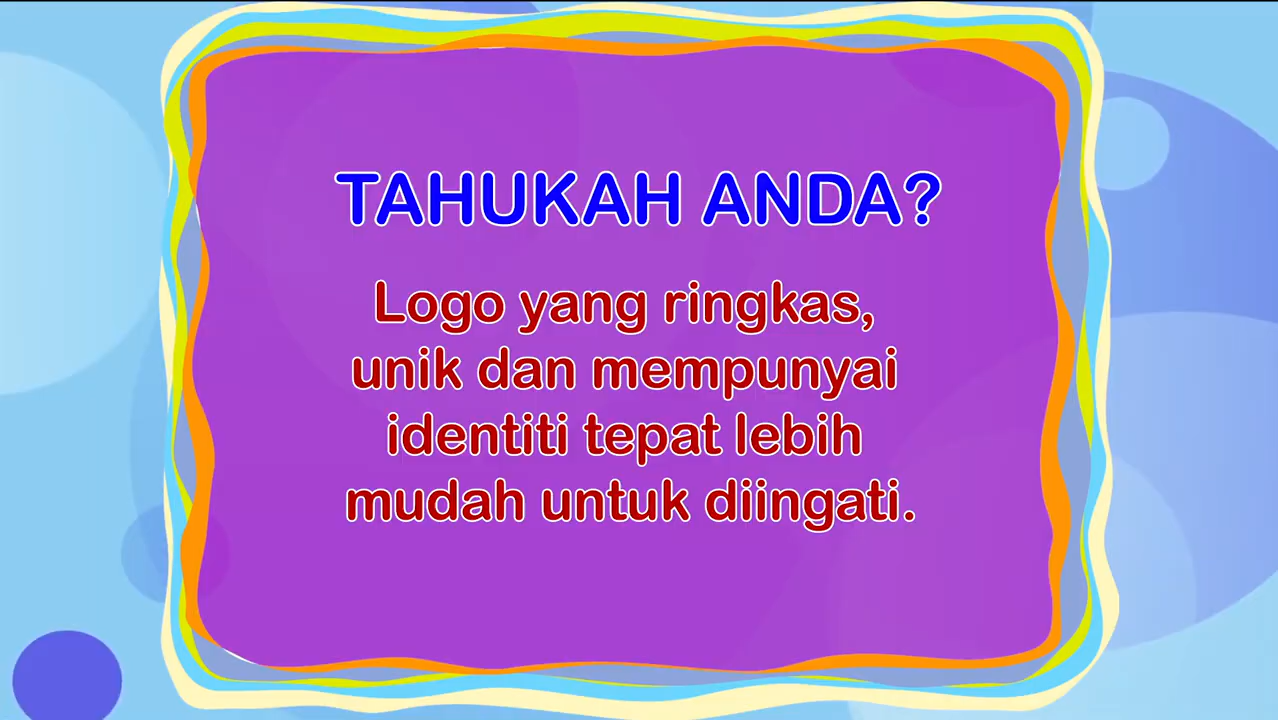 TAHUKAH ANDA?
Logo yang ringkas,
unik dan mempunyai
identiti tepat lebih
mudah untuk diingati.